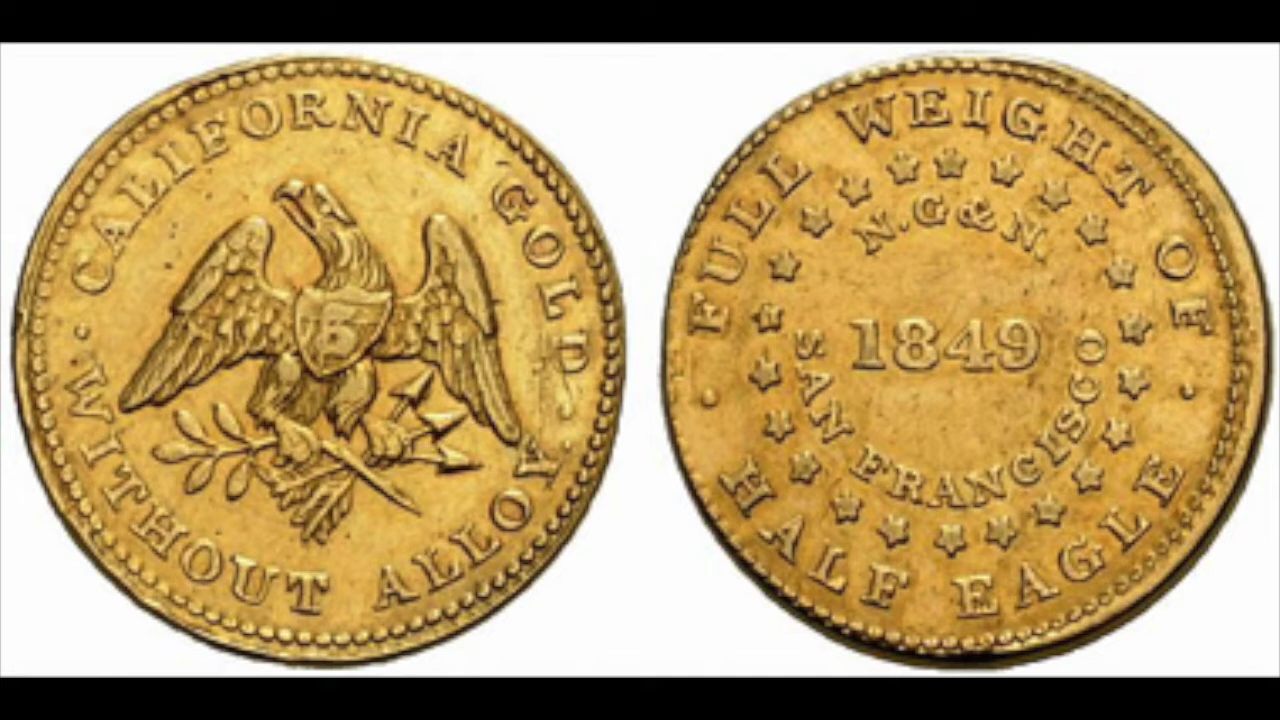 · CALIFORNIA GOLD ·
WITHOUT ALLOY
FULL WEIGHT OF
· HALF EAGLE ·
N. G & N.
1849
SAN FRANCISCO